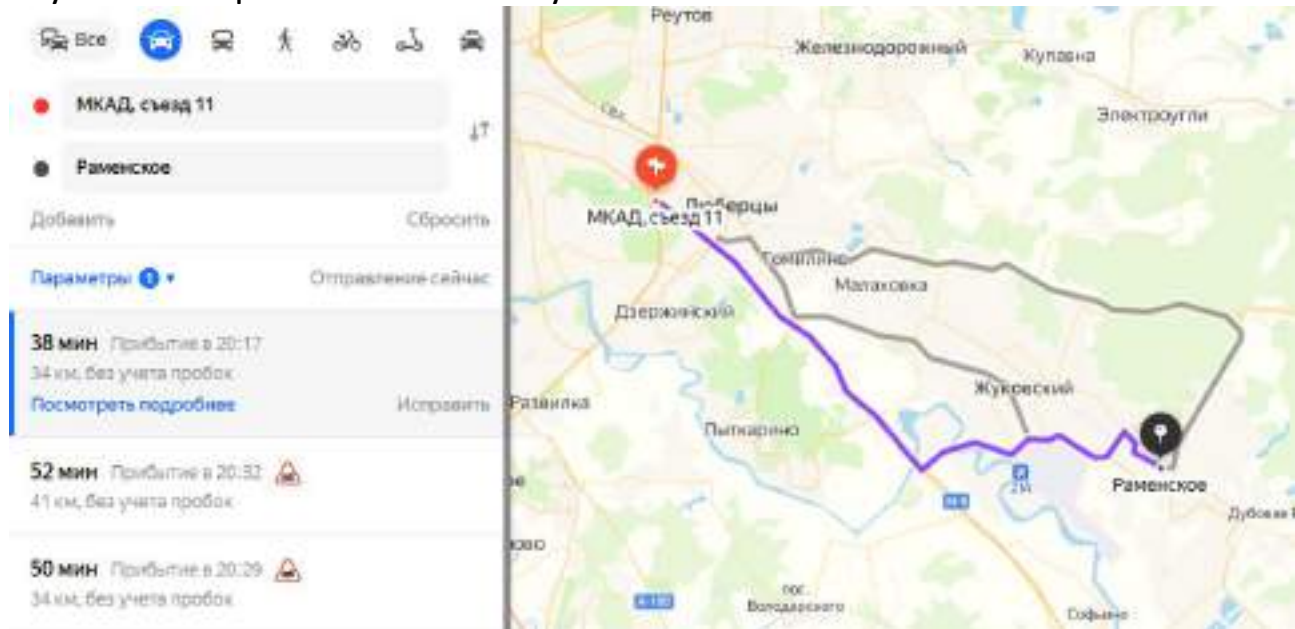 Все
МКАД, съезд 11
Раменское
Добавить
Сбросить
Параметры 1
Отправление сейчас
38 мин Прибытие в 20:17
34 км, без учета пробок
Посмотреть подробнее
Исправить
52 мин Прибытие в 20:32
41 км, без учета пробок
50 мин Прибытие в 20:29
34 км, без учета пробок
Реутов
Железнодорожный
Купавна
Электроугли
Люберцы
МКАД, съезд 11
Томилино
Малаховка
Дзержинский
Жуковский
Развилка
Лыткарино
Раменское
Дубовая
пос.
Володарского
Софьино